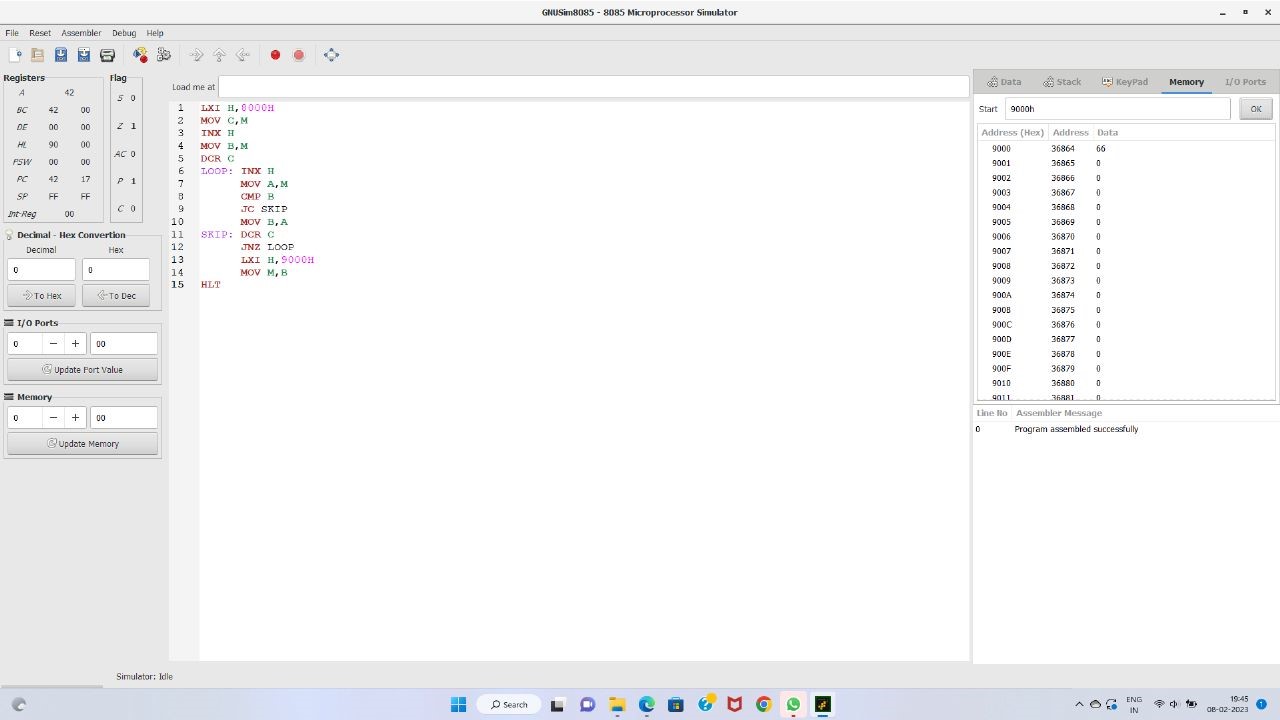 GNUSim8085 - 8085 Microprocessor Simulator
File Reset Assembler Debug Help
Registers
A 42
BC 42 00
DE 00 00
HL 90 00
PSW 00 00
PC 42 17
SP FF FF
Int-Reg 00
Flag
S 0
Z 1
AC 0
P 1
C 0
Decimal - Hex Convertion
Decimal Hex
0 0
To Hex To Dec
I/O Ports
0 − + 00
Update Port Value
Memory
0 − + 00
Update Memory
Load me at
1 LXI H,8000H
2 MOV C,M
3 INX H
4 MOV B,M
5 DCR C
6 LOOP: INX H
7 MOV A,M
8 CMP B
9 JC SKIP
10 MOV B,A
11 SKIP: DCR C
12 JNZ LOOP
13 LXI H,9000H
14 MOV M,B
15 HLT
Data Stack KeyPad Memory I/O Ports
Start 9000h OK
Address (Hex) Address Data
9000 36864 66
9001 36865 0
9002 36866 0
9003 36867 0
9004 36868 0
9005 36869 0
9006 36870 0
9007 36871 0
9008 36872 0
9009 36873 0
900A 36874 0
900B 36875 0
900C 36876 0
900D 36877 0
900E 36878 0
900F 36879 0
9010 36880 0
9011 36881 0
Line No Assembler Message
0 Program assembled successfully
Simulator: Idle
Search
ENG
IN
19:45
08-02-2023
1